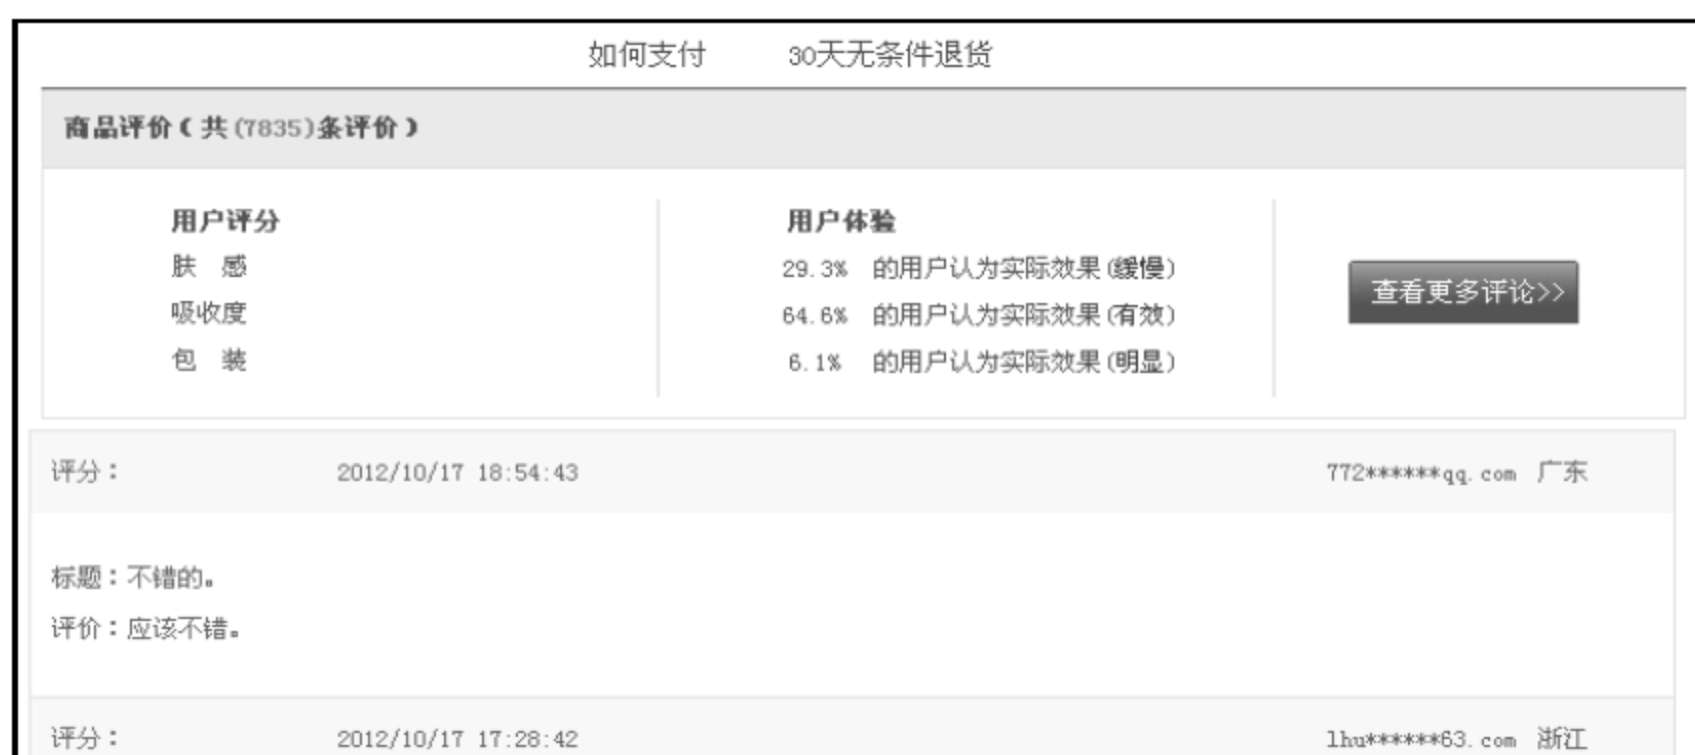 如何支付 30天无条件退货
商品评价(共(7835)条评价)
用户评分
肤 感
吸收度
包 装
用户体验
29.3% 的用户认为实际效果(缓慢)
64.6% 的用户认为实际效果(有效)
6.1% 的用户认为实际效果(明显)
查看更多评论>>
评分: 2012/10/17 18:54:43 772******qq.com 广东
标题:不错的。
评价:应该不错。
评分: 2012/10/17 17:28:42 lhu******63.com 浙江